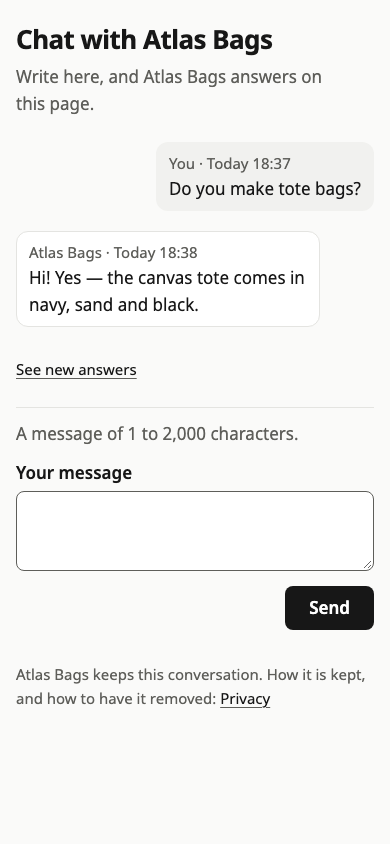 Chat with Atlas Bags
Write here, and Atlas Bags answers on
this page.
You · Today 18:37
Do you make tote bags?
Atlas Bags · Today 18:38
Hi! Yes — the canvas tote comes in
navy, sand and black.
See new answers
A message of 1 to 2,000 characters.
Your message
Send
Atlas Bags keeps this conversation. How it is kept,
and how to have it removed: Privacy